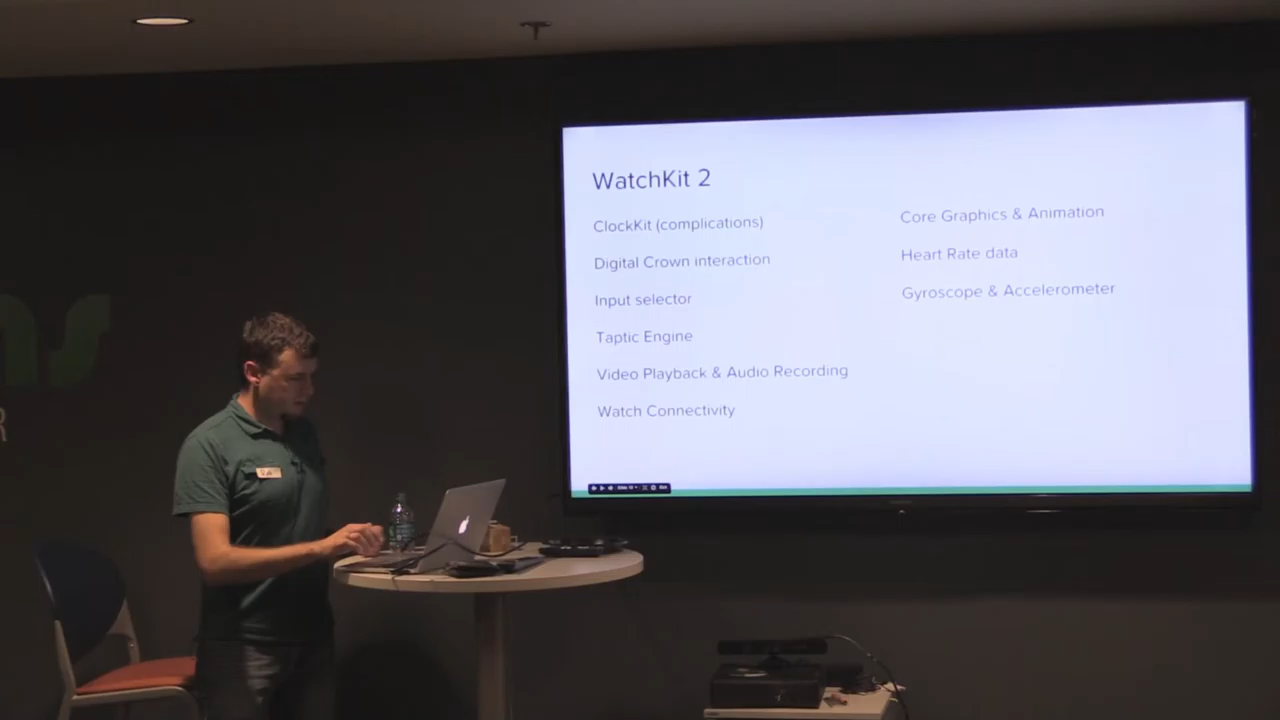 WatchKit 2
ClockKit (complications)
Digital Crown interaction
Input selector
Taptic Engine
Video Playback & Audio Recording
Watch Connectivity
Core Graphics & Animation
Heart Rate data
Gyroscope & Accelerometer